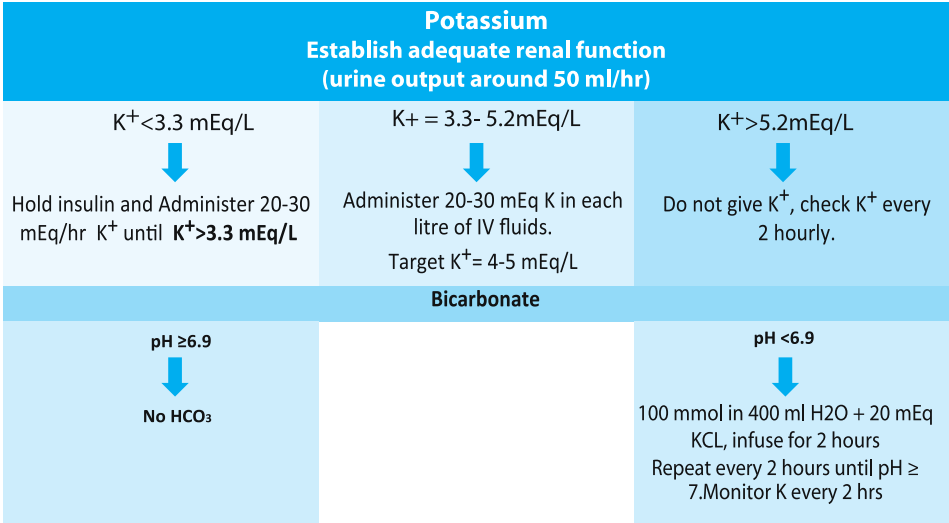 Potassium
Establish adequate renal function
(urine output around 50 ml/hr)
K+<3.3 mEq/L
Hold insulin and Administer 20-30
mEq/hr K+ until K+>3.3 mEq/L
K+ = 3.3- 5.2mEq/L
Administer 20-30 mEq K in each
litre of IV fluids.
Target K+= 4-5 mEq/L
K+>5.2mEq/L
Do not give K+, check K+ every
2 hourly.
Bicarbonate
pH ≥6.9
No HCO3
pH <6.9
100 mmol in 400 ml H2O + 20 mEq
KCL, infuse for 2 hours
Repeat every 2 hours until pH ≥
7.Monitor K every 2 hrs